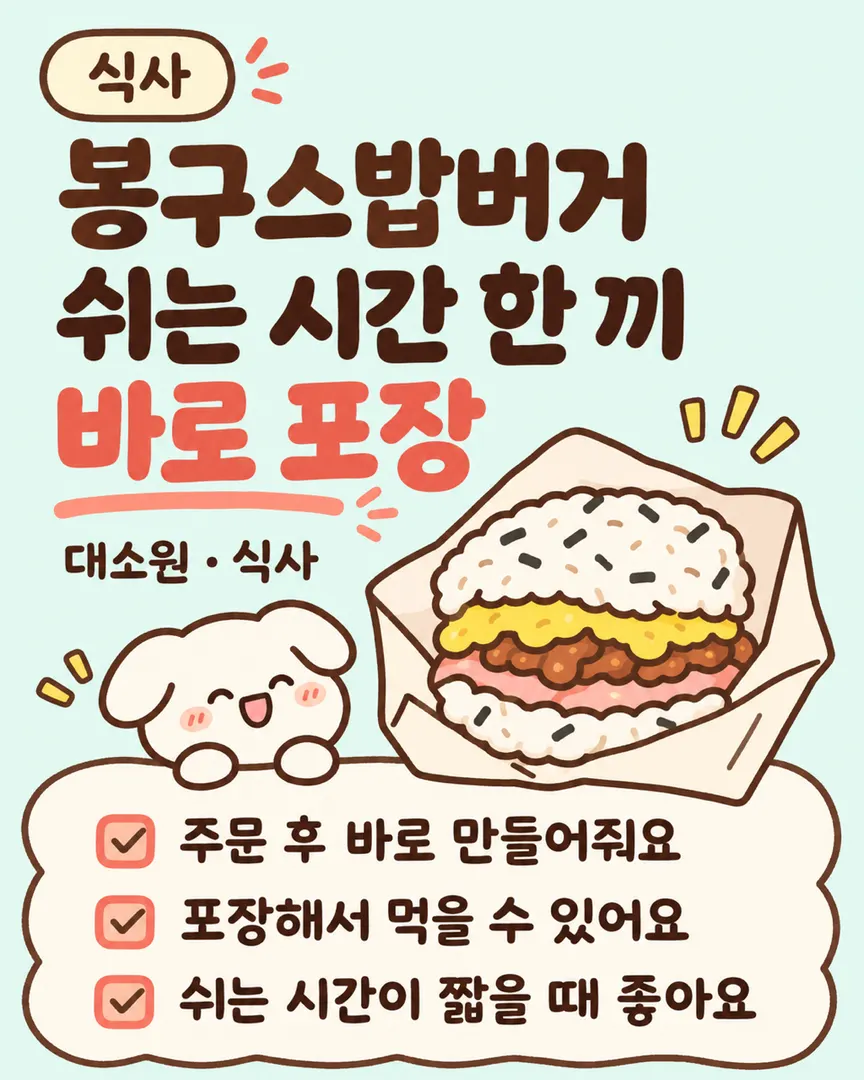 식사
봉구스밥버거
쉬는 시간 한 끼
바로 포장
대소원 · 식사
주문 후 바로 만들어줘요
포장해서 먹을 수 있어요
쉬는 시간이 짧을 때 좋아요